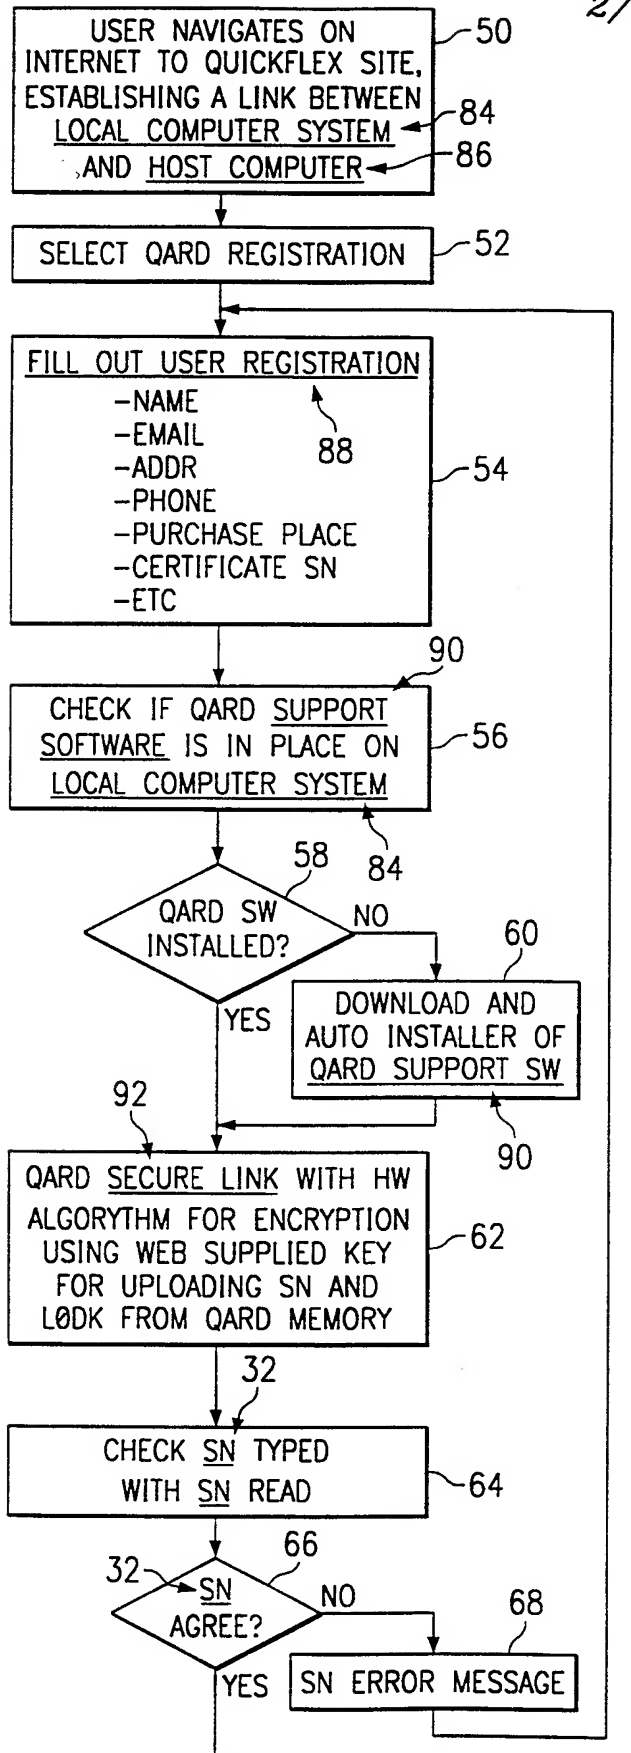 2/
USER NAVIGATES ON
INTERNET TO QUICKFLEX SITE,
ESTABLISHING A LINK BETWEEN
LOCAL COMPUTER SYSTEM
AND HOST COMPUTER
50
84
86
SELECT QARD REGISTRATION
52
FILL OUT USER REGISTRATION
-NAME
-EMAIL
-ADDR
-PHONE
-PURCHASE PLACE
-CERTIFICATE SN
-ETC
88
54
90
CHECK IF QARD SUPPORT
SOFTWARE IS IN PLACE ON
LOCAL COMPUTER SYSTEM
56
84
58
QARD SW
INSTALLED?
NO
YES
60
DOWNLOAD AND
AUTO INSTALLER OF
QARD SUPPORT SW
90
92
QARD SECURE LINK WITH HW
ALGORYTHM FOR ENCRYPTION
USING WEB SUPPLIED KEY
FOR UPLOADING SN AND
L0DK FROM QARD MEMORY
62
32
CHECK SN TYPED
WITH SN READ
64
66
32
SN
AGREE?
NO
YES
68
SN ERROR MESSAGE